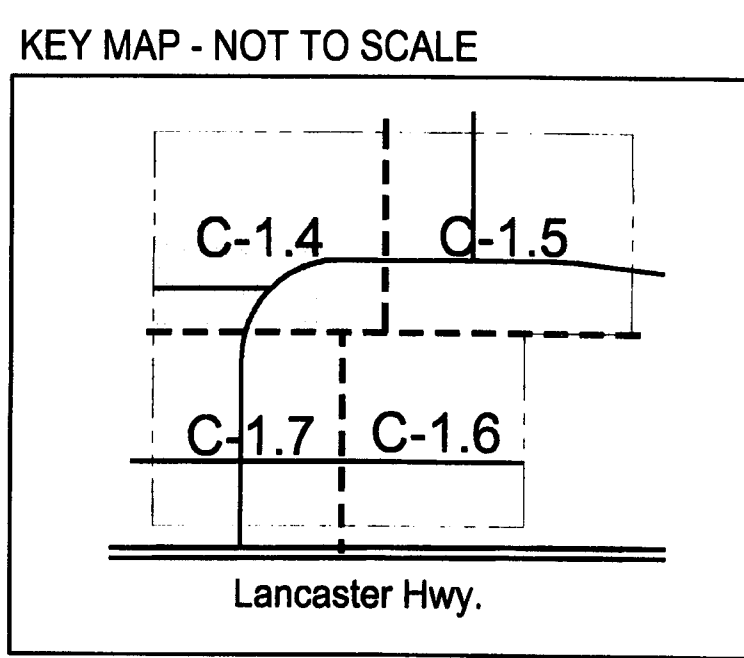 KEY MAP - NOT TO SCALE
C-1.4
C-1.5
C-1.7
C-1.6
Lancaster Hwy.